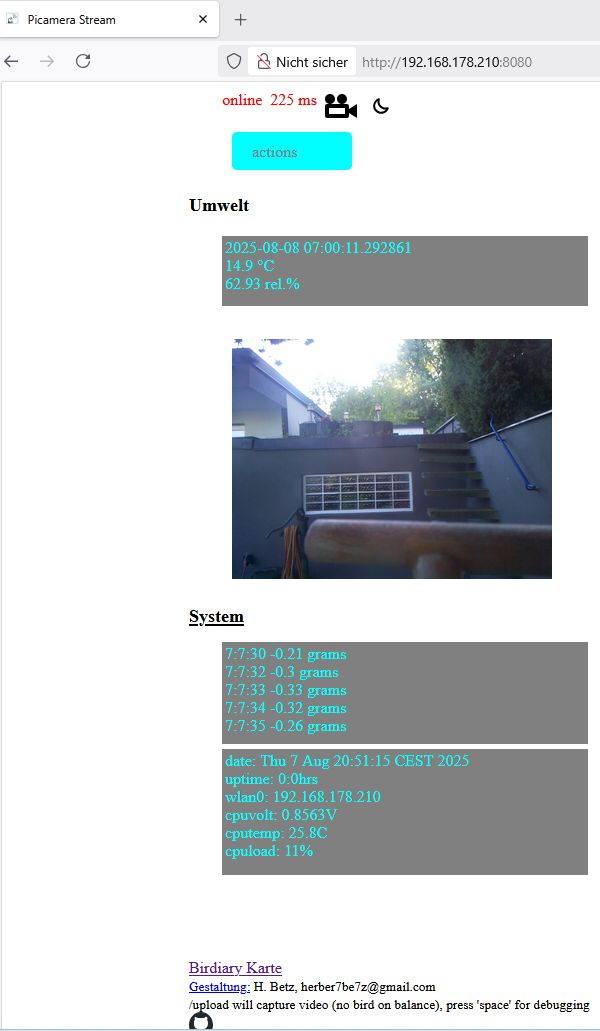 Picamera Stream
Nicht sicher http://192.168.178.210:8080
online 225 ms
actions
Umwelt
2025-08-08 07:00:11.292861
14.9 °C
62.93 rel.%
System
7:7:30 -0.21 grams
7:7:32 -0.3 grams
7:7:33 -0.33 grams
7:7:34 -0.32 grams
7:7:35 -0.26 grams
date: Thu 7 Aug 20:51:15 CEST 2025
uptime: 0:0hrs
wlan0: 192.168.178.210
cpuvolt: 0.8563V
cputemp: 25.8C
cpuload: 11%
Birdiary Karte
Gestaltung: H. Betz, herber7be7z@gmail.com
/upload will capture video (no bird on balance), press 'space' for debugging